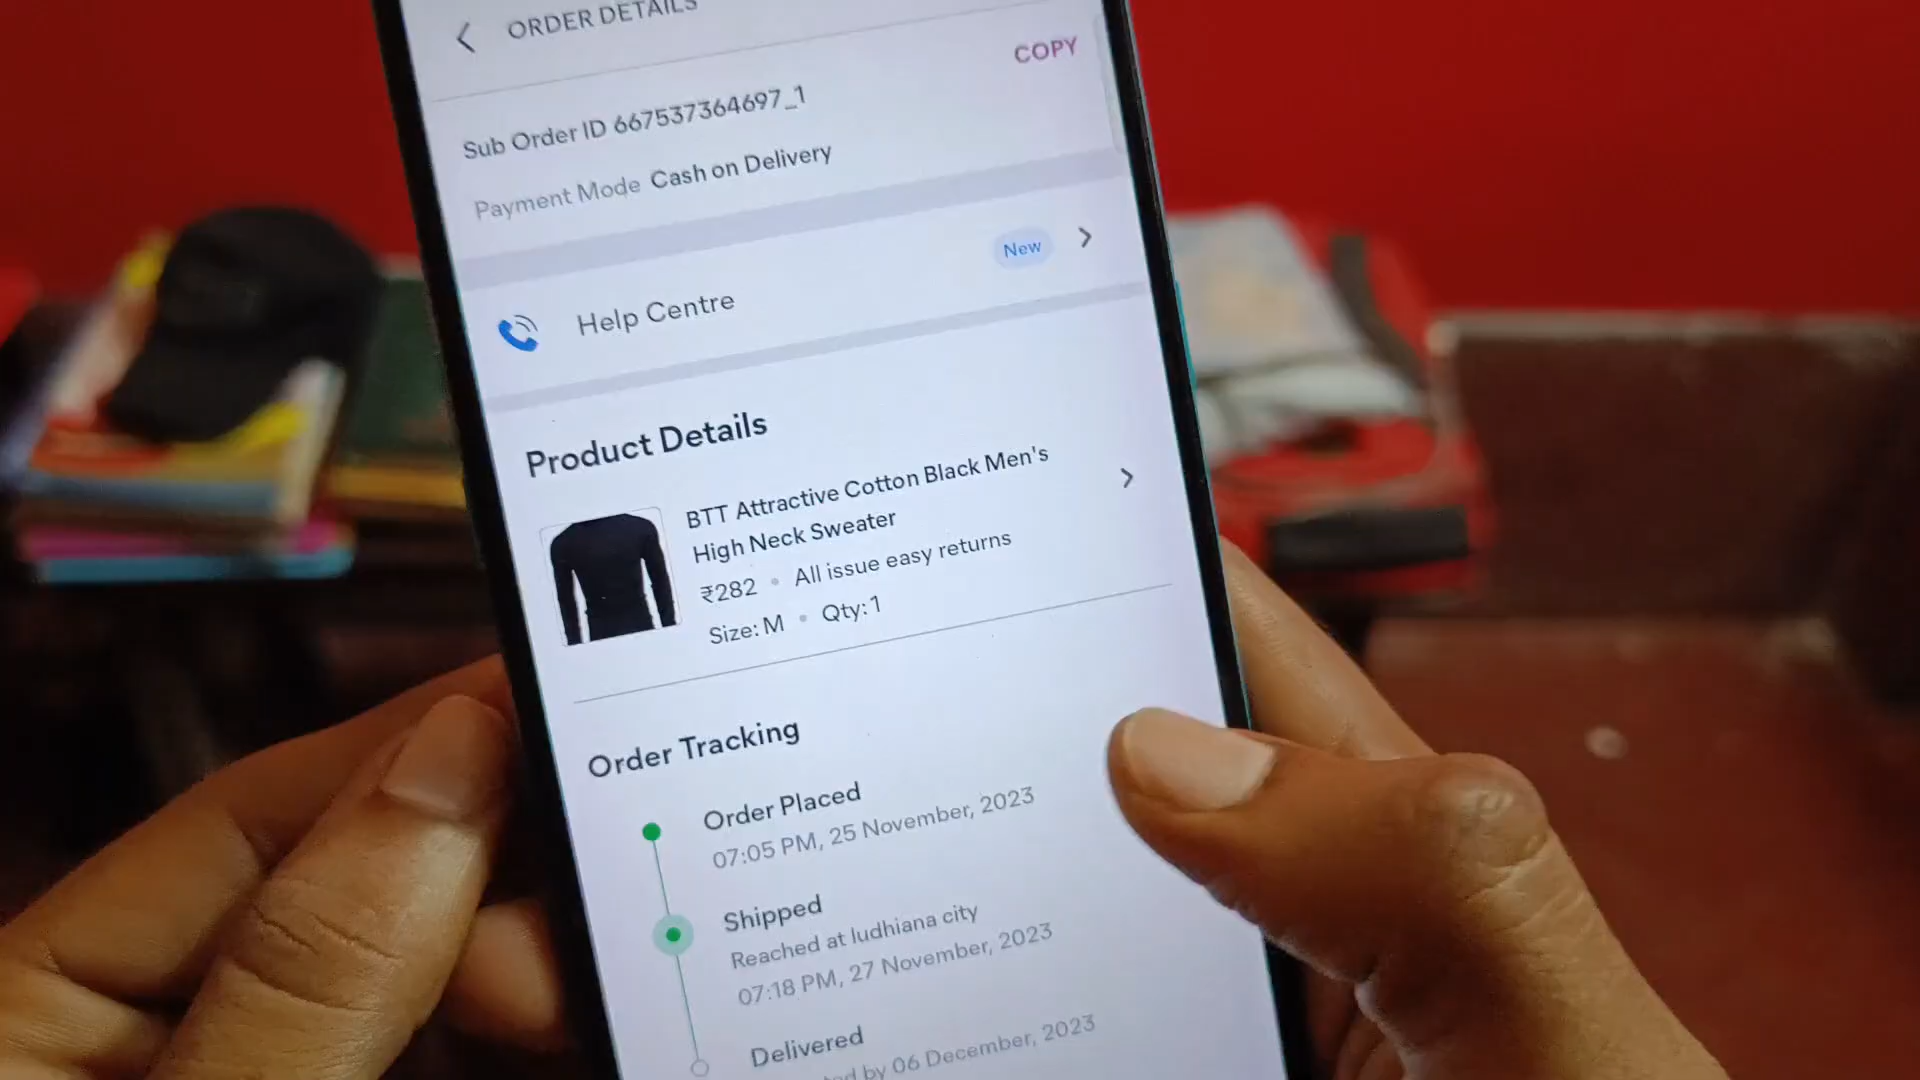 ORDER DETAILS
COPY
Sub Order ID 667537364697_1
Payment Mode Cash on Delivery
Help Centre
New
Product Details
BTT Attractive Cotton Black Men's
High Neck Sweater
₹282 • All issue easy returns
Size: M • Qty: 1
Order Tracking
Order Placed
07:05 PM, 25 November, 2023
Shipped
Reached at ludhiana city
07:18 PM, 27 November, 2023
Delivered
by 06 December, 2023